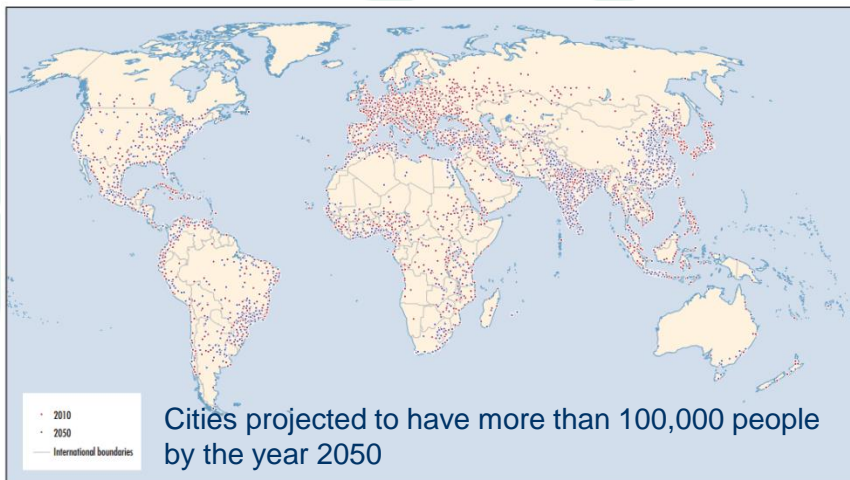 2010
2050
International boundaries
Cities projected to have more than 100,000 people
by the year 2050